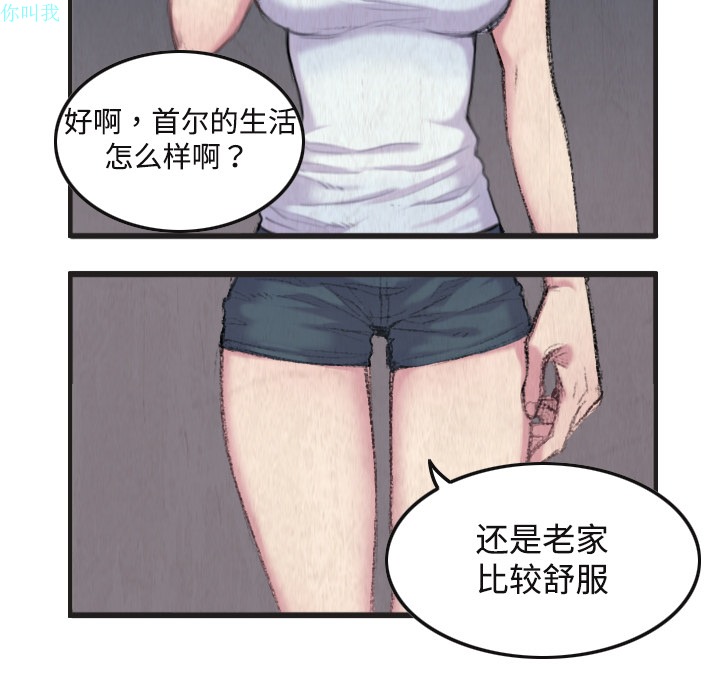 你叫我
好啊，首尔的生活
怎么样啊？
还是老家
比较舒服